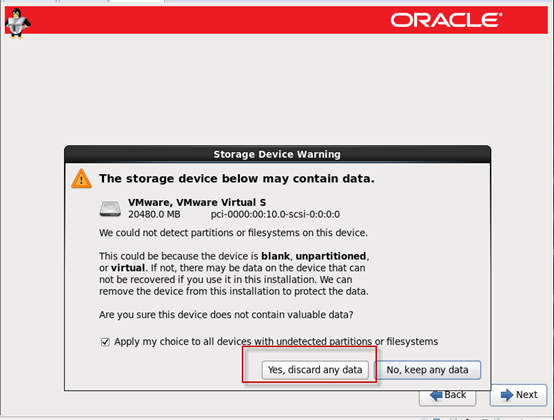 ORACLE®
Storage Device Warning
The storage device below may contain data.
VMware, VMware Virtual S
20480.0 MB pci-0000:00:10.0-scsi-0:0:0:0
We could not detect partitions or filesystems on this device.
This could be because the device is blank, unpartitioned,
or virtual. If not, there may be data on the device that can
not be recovered if you use it in this installation. We can
remove the device from this installation to protect the data.
Are you sure this device does not contain valuable data?
Apply my choice to all devices with undetected partitions or filesystems
Yes, discard any data No, keep any data
Back Next